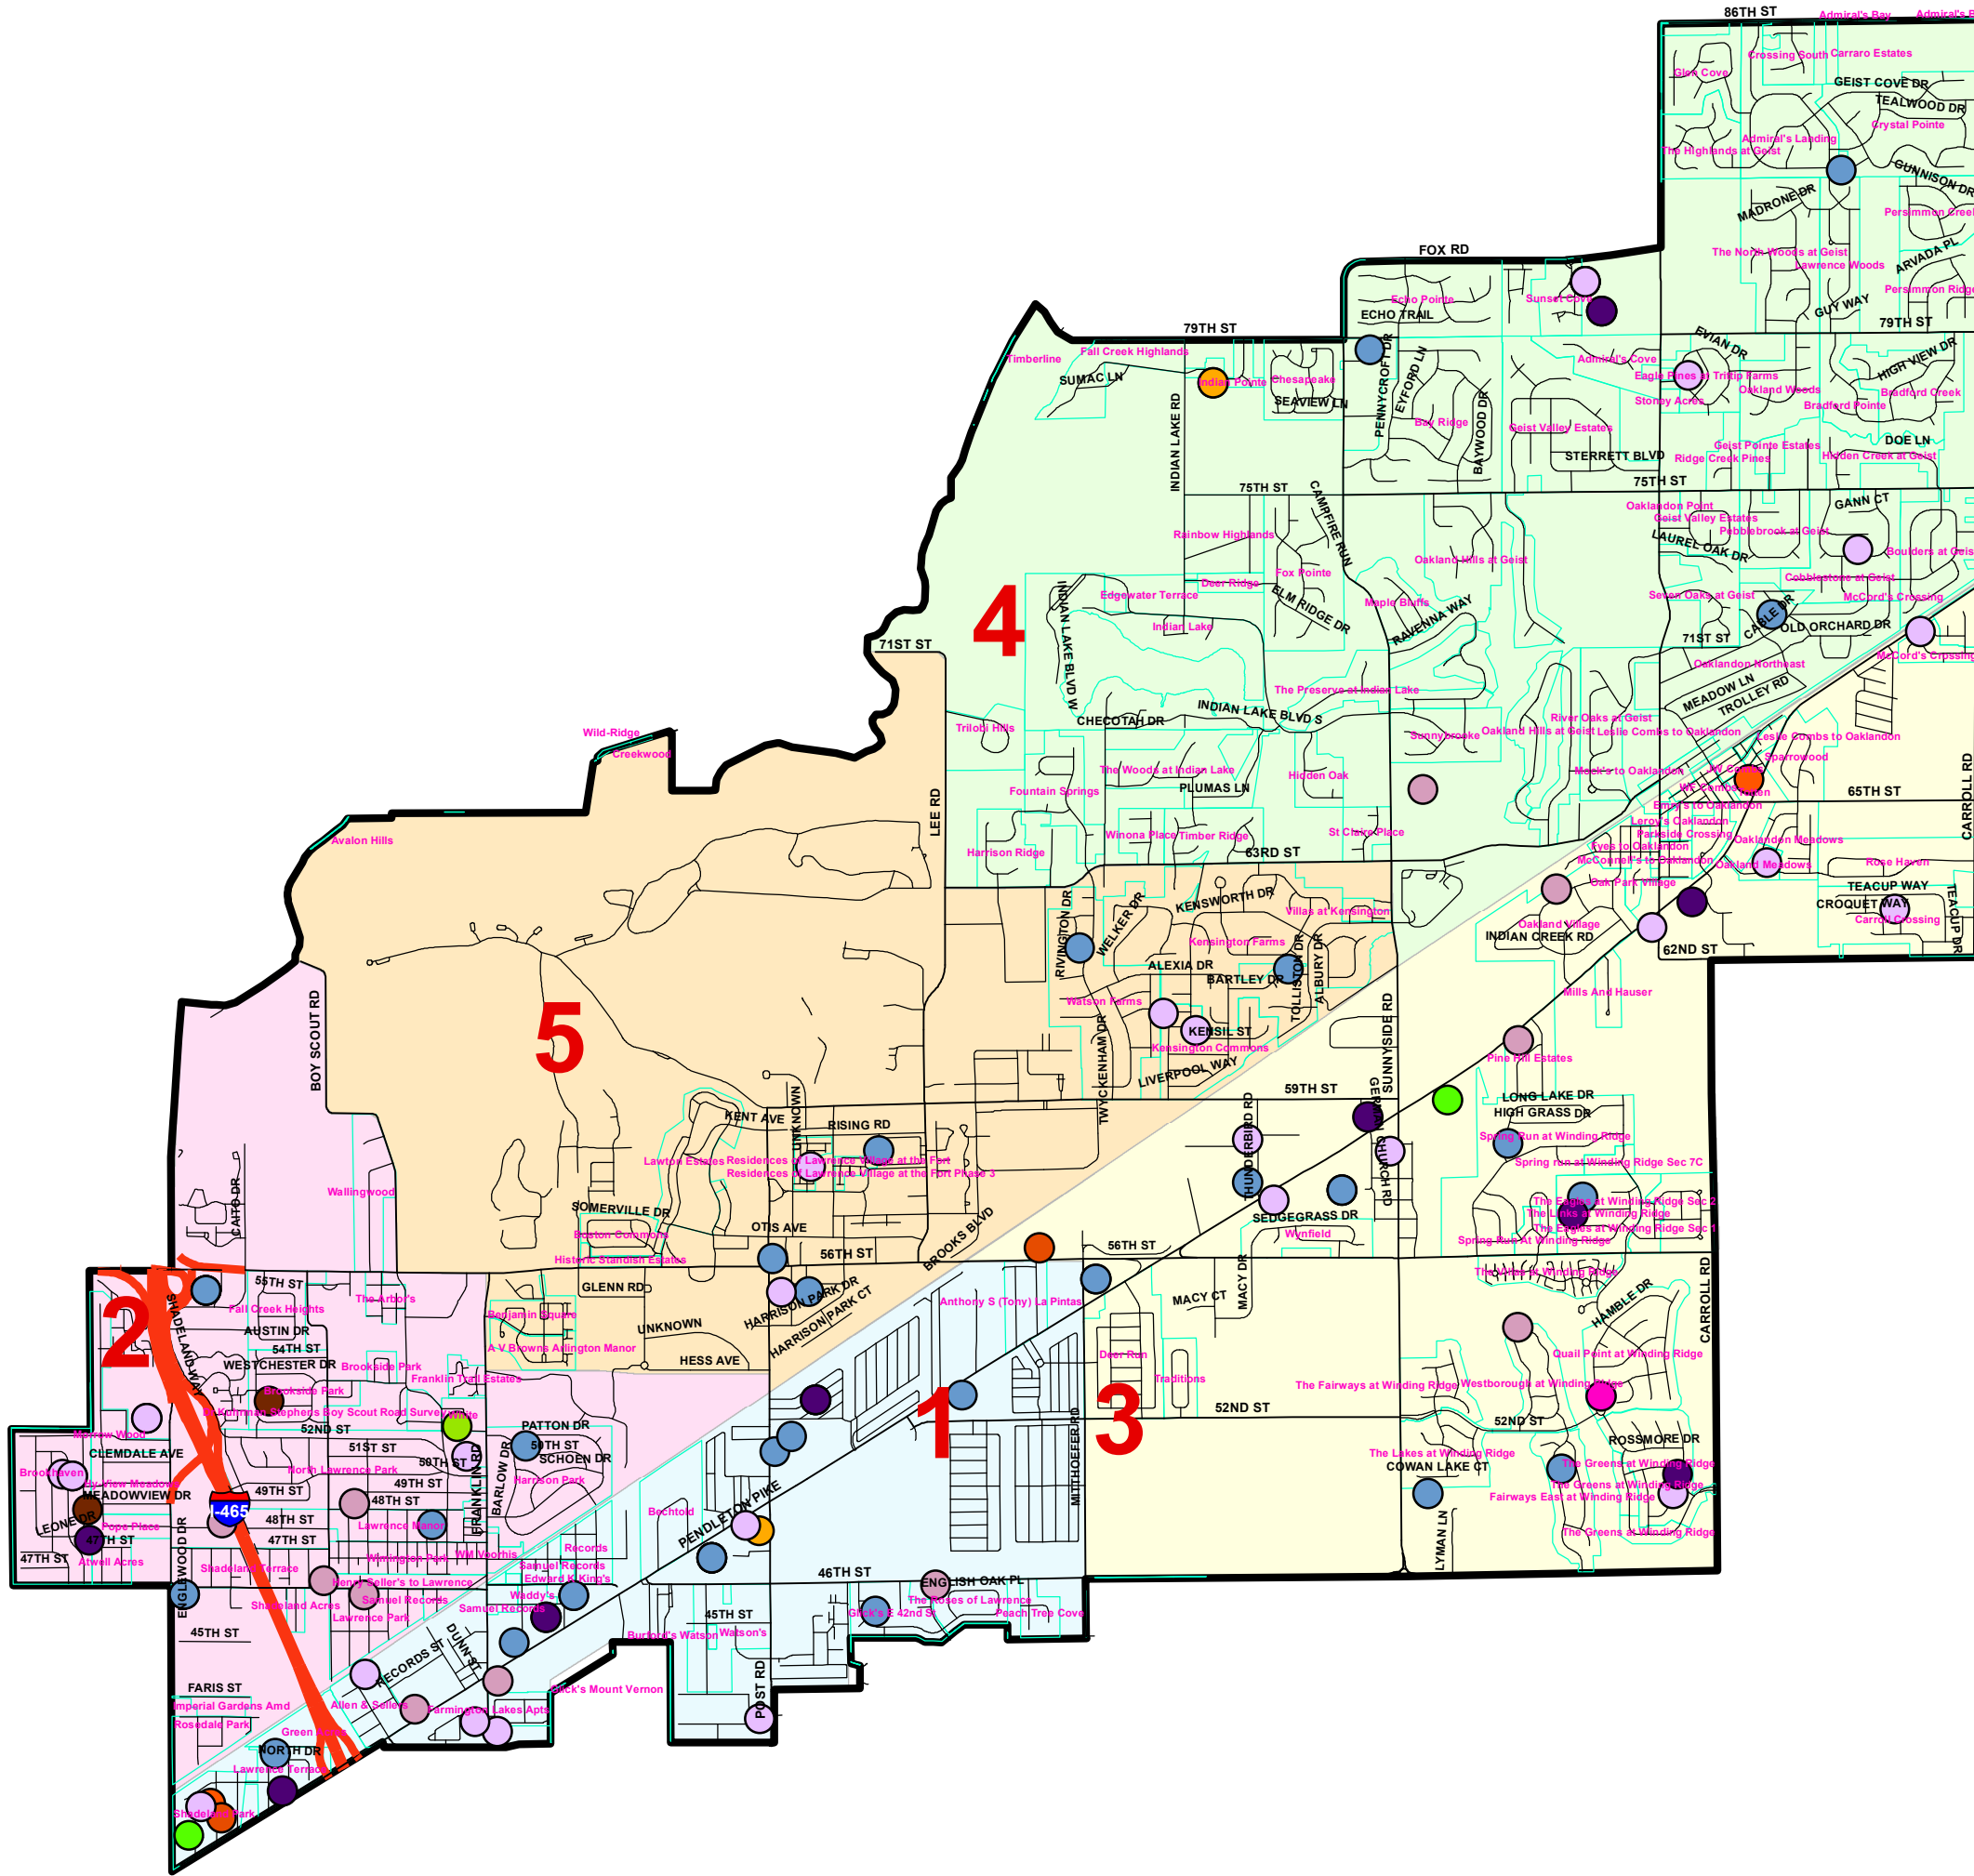 86TH ST
Admiral's Bay
Crossing South
Carraro Estates
Glen Cove
GEIST COVE DR
TEALWOOD DR
Crystal Pointe
Admiral's Landing
The Highlands at Geist
GUNNISON DR
MADRONE DR
The North Woods at Geist
Lawrence Woods
ARVADA PL
GUY WAY
79TH ST
FOX RD
Echo Pointe
ECHO TRAIL
Sunset Cove
79TH ST
Timberline
Fall Creek Highlands
SUMAC LN
Indian Pointe
Chesapeake
SEAVIEW LN
PENNYCROFT DR
EYFORD LN
Bay Ridge
BAYWOOD DR
Admiral's Cove
EVIAN DR
Eagle Pines at Triftip Farms
Stoney Acres
Oakland Woods
HIGH VIEW DR
Bradford Creek
Bradford Pointe
Geist Valley Estates
Geist Pointe Estates
DOE LN
STERRETT BLVD
Ridge Creek Pines
Hidden Creek at Geist
INDIAN LAKE RD
75TH ST
75TH ST
CAMPFIRE RUN
Oaklandon Point
Geist Valley Estates
GANN CT
Pebblebrook at Geist
LAUREL OAK DR
Rainbow Highlands
Oakland Hills at Geist
Fox Pointe
Deer Ridge
Cobblestone at Geist
4
INDIAN LAKE BLVD W
Edgewater Terrace
ELM RIDGE DR
Maple Bluffs
RAVENNA WAY
Seven Oaks at Geist
McCord's Crossing
Indian Lake
CABLE DR
OLD ORCHARD DR
71ST ST
71ST ST
McCord's Crossing
Oaklandon Northeast
The Preserve at Indian Lake
MEADOW LN
TROLLEY RD
INDIAN LAKE BLVD S
CHECOTAH DR
Trilobi Hills
River Oaks at Geist
Sunnybrooke
Oakland Hills at Geist
Leslie Combs to Oaklandon
Leslie Combs to Oaklandon
Wild-Ridge
Creekwood
Sparrowood
The Woods at Indian Lake
Hidden Oak
PLUMAS LN
Fountain Springs
LEE RD
65TH ST
CARROLL RD
Emry's to Oaklandon
Leroy's Oaklandon
Parkside Crossing
Winona Place
Timber Ridge
St Claire Place
Fyes to Oaklandon
Oaklandon Meadows
Avalon Hills
Harrison Ridge
63RD ST
McConnell's to Oaklandon
Oakland Meadows
Rose Haven
Oak Park Village
TEACUP WAY
CROQUET WAY
Carroll Crossing
TEACUP DR
RIVINGTON DR
WELKER DR
KENSWORTH DR
Villas at Kensington
Kensington Farms
Oakland Village
INDIAN CREEK RD
62ND ST
ALEXIA DR
BARTLEY DR
TOLLISTON DR
ALBURY DR
Mills And Hauser
Watson Farms
BOY SCOUT RD
5
KENSIL ST
Kensington Commons
SUNNYSIDE RD
Pine Hill Estates
LIVERPOOL WAY
TWYCKENHAM DR
59TH ST
GERMAN CHURCH RD
LONG LAKE DR
HIGH GRASS DR
KENT AVE
UNKNOWN
RISING RD
THUNDERBIRD RD
Spring Run at Winding Ridge
Lawton Estates
Residences of Lawrence Village at the Fort
Residences of Lawrence Village at the Fort Phase 3
Spring run at Winding Ridge Sec 7C
CAITO DR
Wallingwood
SOMERVILLE DR
The Eagles at Winding Ridge Sec 2
The Links at Winding Ridge
The Eagles at Winding Ridge Sec 1
Spring Run At Winding Ridge
SEDGEGRASS DR
Wynfield
Boston Commons
OTIS AVE
BROOKS BLVD
56TH ST
56TH ST
Historic Standish Estates
The Villas at Winding Ridge
55TH ST
The Arbor's
GLENN RD
HARRISON PARK DR
HARRISON PARK CT
Anthony S (Tony) La Pintas
MACY CT
MACY DR
HAMBLE DR
CARROLL RD
2
SHADELAND WAY
Fall Creek Heights
Benjamin Square
AUSTIN DR
UNKNOWN
54TH ST
A V Browns Arlington Manor
HESS AVE
Deer Run
Quail Point at Winding Ridge
WESTCHESTER DR
Brookside Park
Franklin Trail Estates
Traditions
The Fairways at Winding Ridge
Westborough at Winding Ridge
Brookside Park
1
3
White
52ND ST
52ND ST
52ND ST
Morrow Wood
PATTON DR
CLEMDALE AVE
51ST ST
50TH ST
50TH ST
SCHOEN DR
ROSSMORE DR
The Lakes at Winding Ridge
COWAN LAKE CT
The Greens at Winding Ridge
Brookhaven
North Lawrence Park
FRANKLIN RD
BARLOW DR
Harrison Park
MITHOEFER RD
The Greens at Winding Ridge
MEADOWVIEW DR
49TH ST
49TH ST
48TH ST
Fairways East at Winding Ridge
I-465
Bechtold
PENDLETON PIKE
LEONE DR
Pope Place
48TH ST
Lawrence Manor
The Greens at Winding Ridge
47TH ST
47TH ST
47TH ST
Atwell Acres
ENGLEWOOD DR
Wilmington Park
WM Voorhis
Records
LYMAN LN
Shadeland Terrace
Samuel Records
Edward K King's
46TH ST
ENGLISH OAK PL
Henry Seller's to Lawrence
Shadeland Acres
Samuel Records
Waddy's
Samuel Records
The Roses of Lawrence
Lawrence Park
Glick's E 42nd St
Peach Tree Cove
45TH ST
45TH ST
Burford's Watson
Watson's
DUNN ST
RECORDS ST
FARIS ST
Imperial Gardens Amd
Allen & Sellers
Farmington Lakes Apts
Glick's Mount Vernon
POST RD
Rosedale Park
Green Acres
NORTH DR
Lawrence Terrace
Shadeland Park